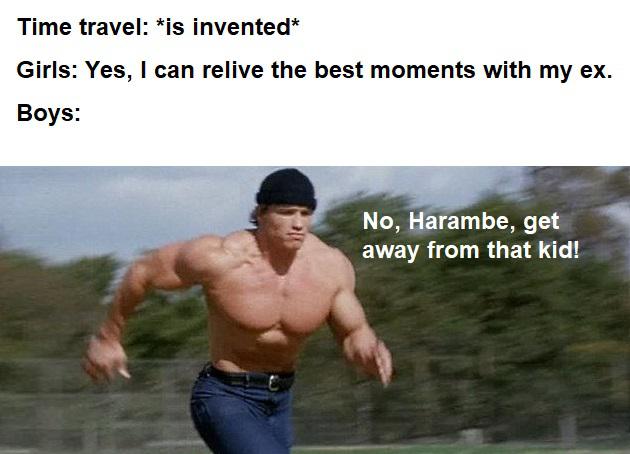 Time travel: *is invented*
Girls: Yes, I can relive the best moments with my ex.
Boys:
No, Harambe, get
away from that kid!